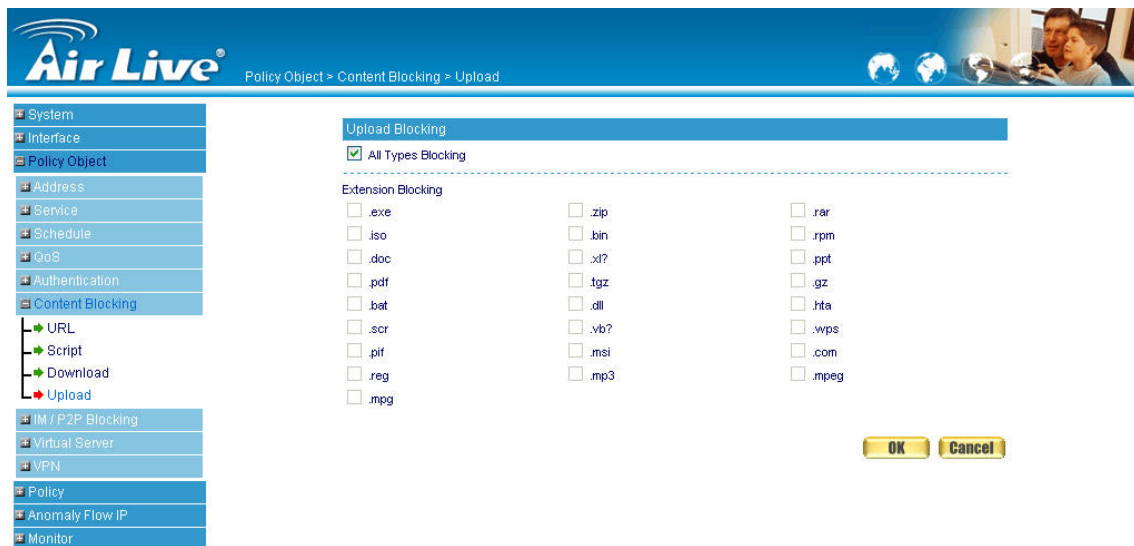 Air Live®
Policy Object > Content Blocking > Upload
System
Interface
Policy Object
Address
Service
Schedule
QoS
Authentication
Content Blocking
URL
Script
Download
Upload
IM / P2P Blocking
Virtual Server
VPN
Policy
Anomaly Flow IP
Monitor
Upload Blocking
All Types Blocking
Extension Blocking
.exe .zip .rar
.iso .bin .rpm
.doc .xl? .ppt
.pdf .tgz .gz
.bat .dll .hta
.scr .vb? .wps
.pif .msi .com
.reg .mp3 .mpeg
.mpg
OK Cancel